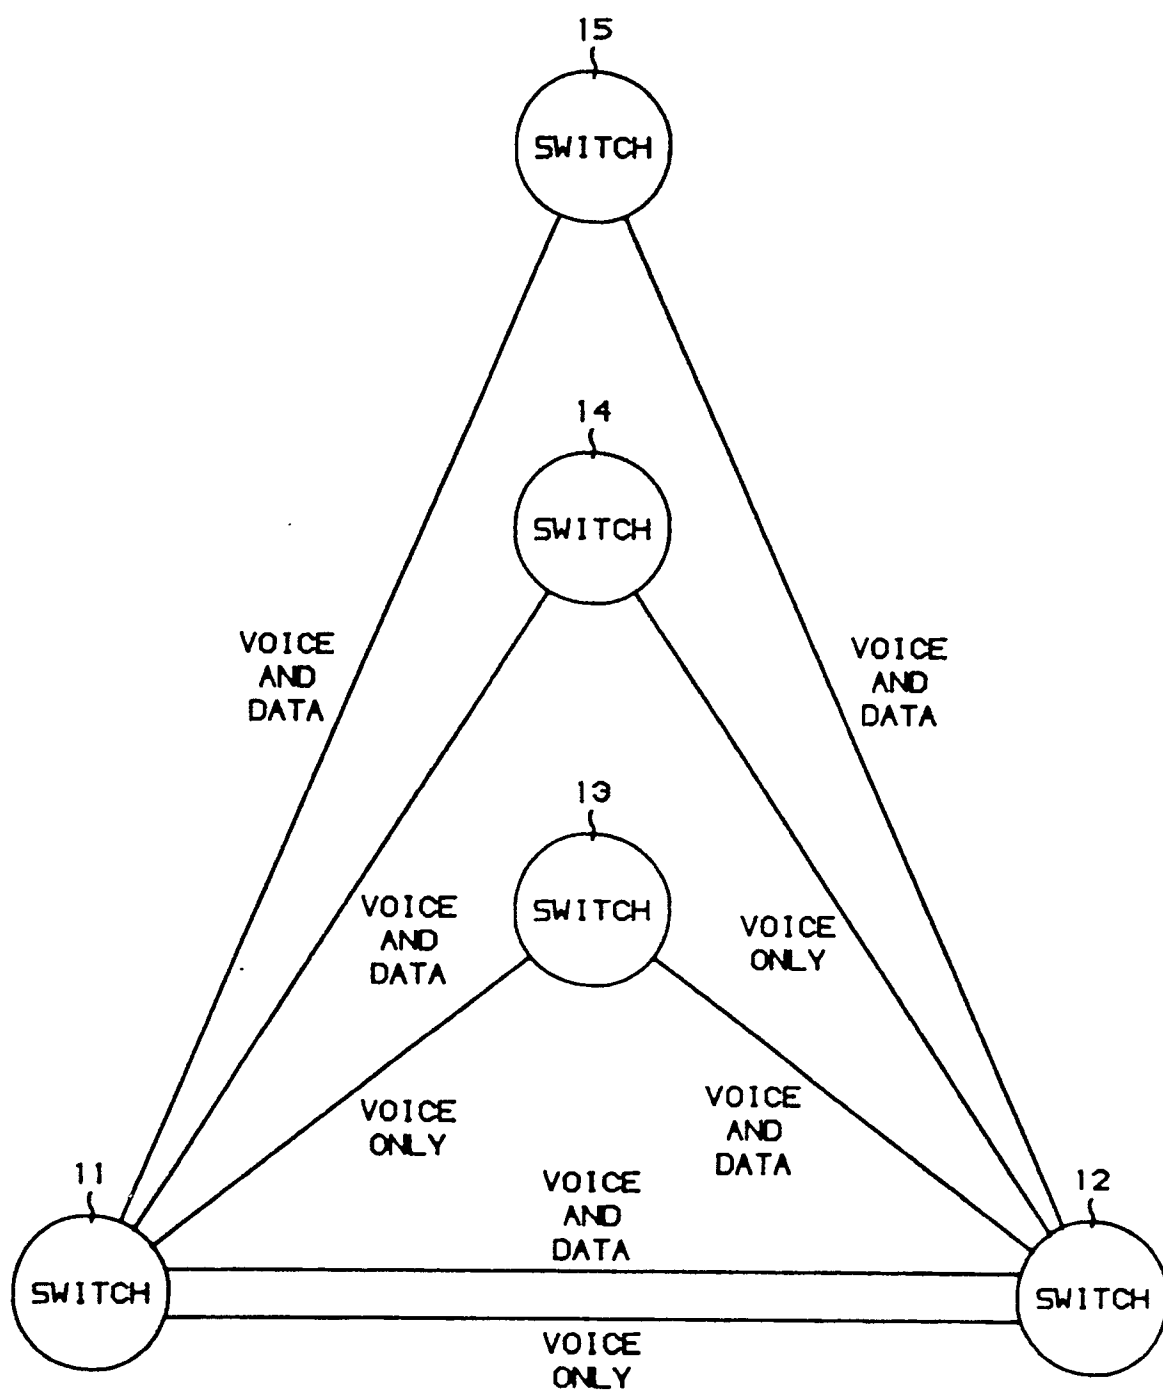 15
SWITCH
14
SWITCH
VOICE
AND
DATA
VOICE
AND
DATA
13
SWITCH
VOICE
AND
DATA
VOICE
ONLY
VOICE
ONLY
VOICE
AND
DATA
11
SWITCH
VOICE
AND
DATA
12
SWITCH
VOICE
ONLY